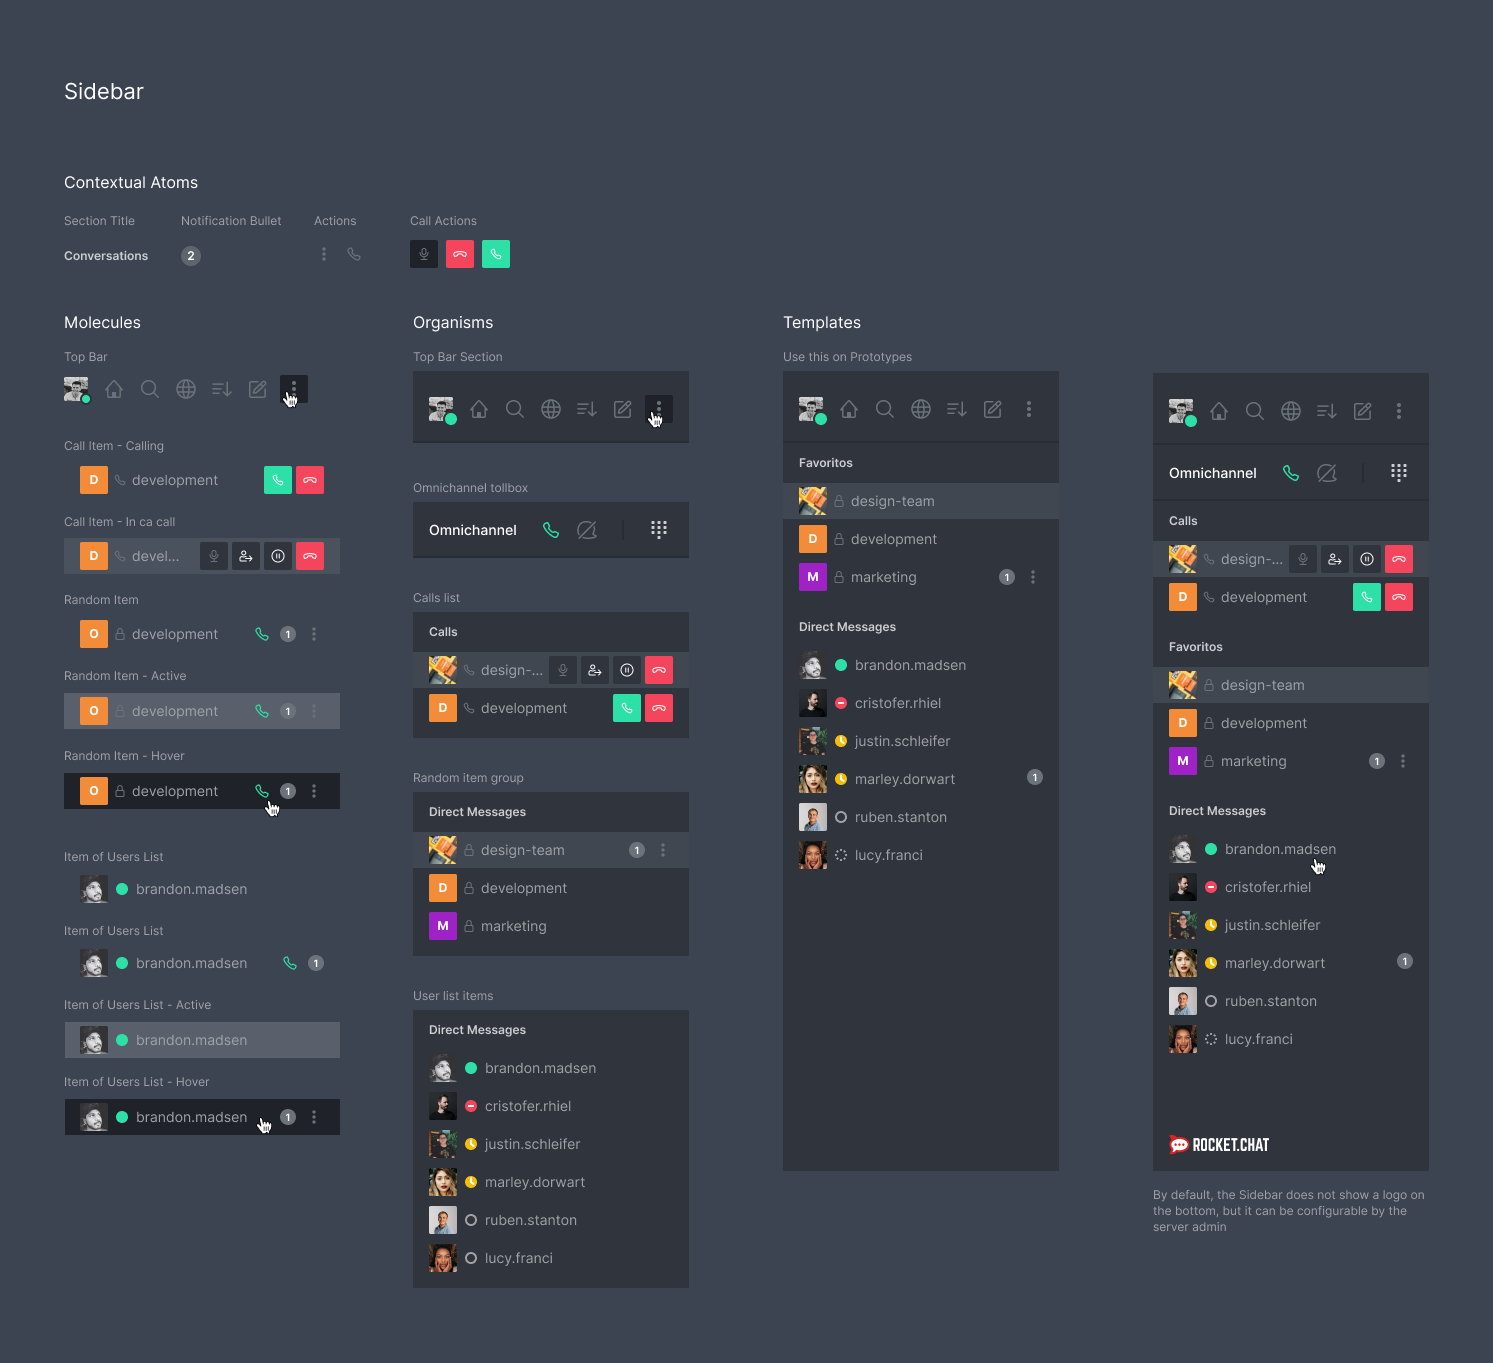 Sidebar
Contextual Atoms
Section Title
Notification Bullet
Actions
Call Actions
Conversations
2
Molecules
Top Bar
Call Item - Calling
D
development
Call Item - In ca call
D
devel...
Random Item
O
development
1
Random Item - Active
O
development
1
Random Item - Hover
O
development
1
Item of Users List
brandon.madsen
Item of Users List
brandon.madsen
1
Item of Users List - Active
brandon.madsen
Item of Users List - Hover
brandon.madsen
1
Organisms
Top Bar Section
Omnichannel tollbox
Omnichannel
Calls list
Calls
design-...
D
development
Random item group
Direct Messages
design-team
1
D
development
M
marketing
User list items
Direct Messages
brandon.madsen
cristofer.rhiel
justin.schleifer
marley.dorwart
ruben.stanton
lucy.franci
Templates
Use this on Prototypes
Favoritos
design-team
D
development
M
marketing
1
Direct Messages
brandon.madsen
cristofer.rhiel
justin.schleifer
marley.dorwart
1
ruben.stanton
lucy.franci
Omnichannel
Calls
design-...
D
development
Favoritos
design-team
D
development
M
marketing
1
Direct Messages
brandon.madsen
cristofer.rhiel
justin.schleifer
marley.dorwart
1
ruben.stanton
lucy.franci
ROCKET.CHAT
By default, the Sidebar does not show a logo on
the bottom, but it can be configurable by the
server admin